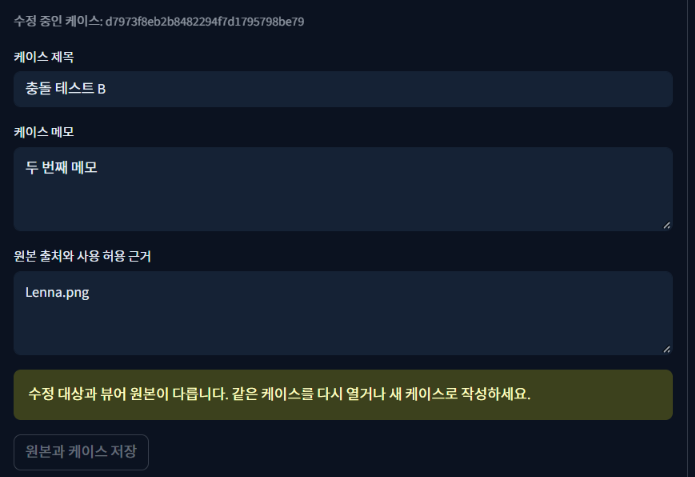 수정 중인 케이스: d7973f8eb2b8482294f7d1795798be79
케이스 제목
충돌 테스트 B
케이스 메모
두 번째 메모
원본 출처와 사용 허용 근거
Lenna.png
수정 대상과 뷰어 원본이 다릅니다. 같은 케이스를 다시 열거나 새 케이스로 작성하세요.
원본과 케이스 저장